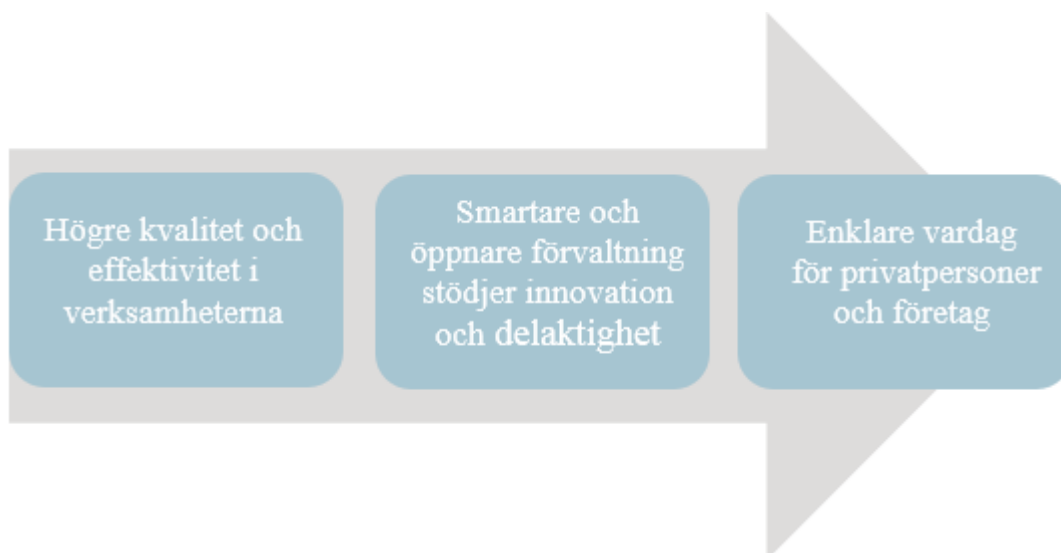 Högre kvalitet och
effektivitet i
verksamheterna
Smartare och
öppnare förvaltning
stödjer innovation
och delaktighet
Enklare vardag
för privatpersoner
och företag